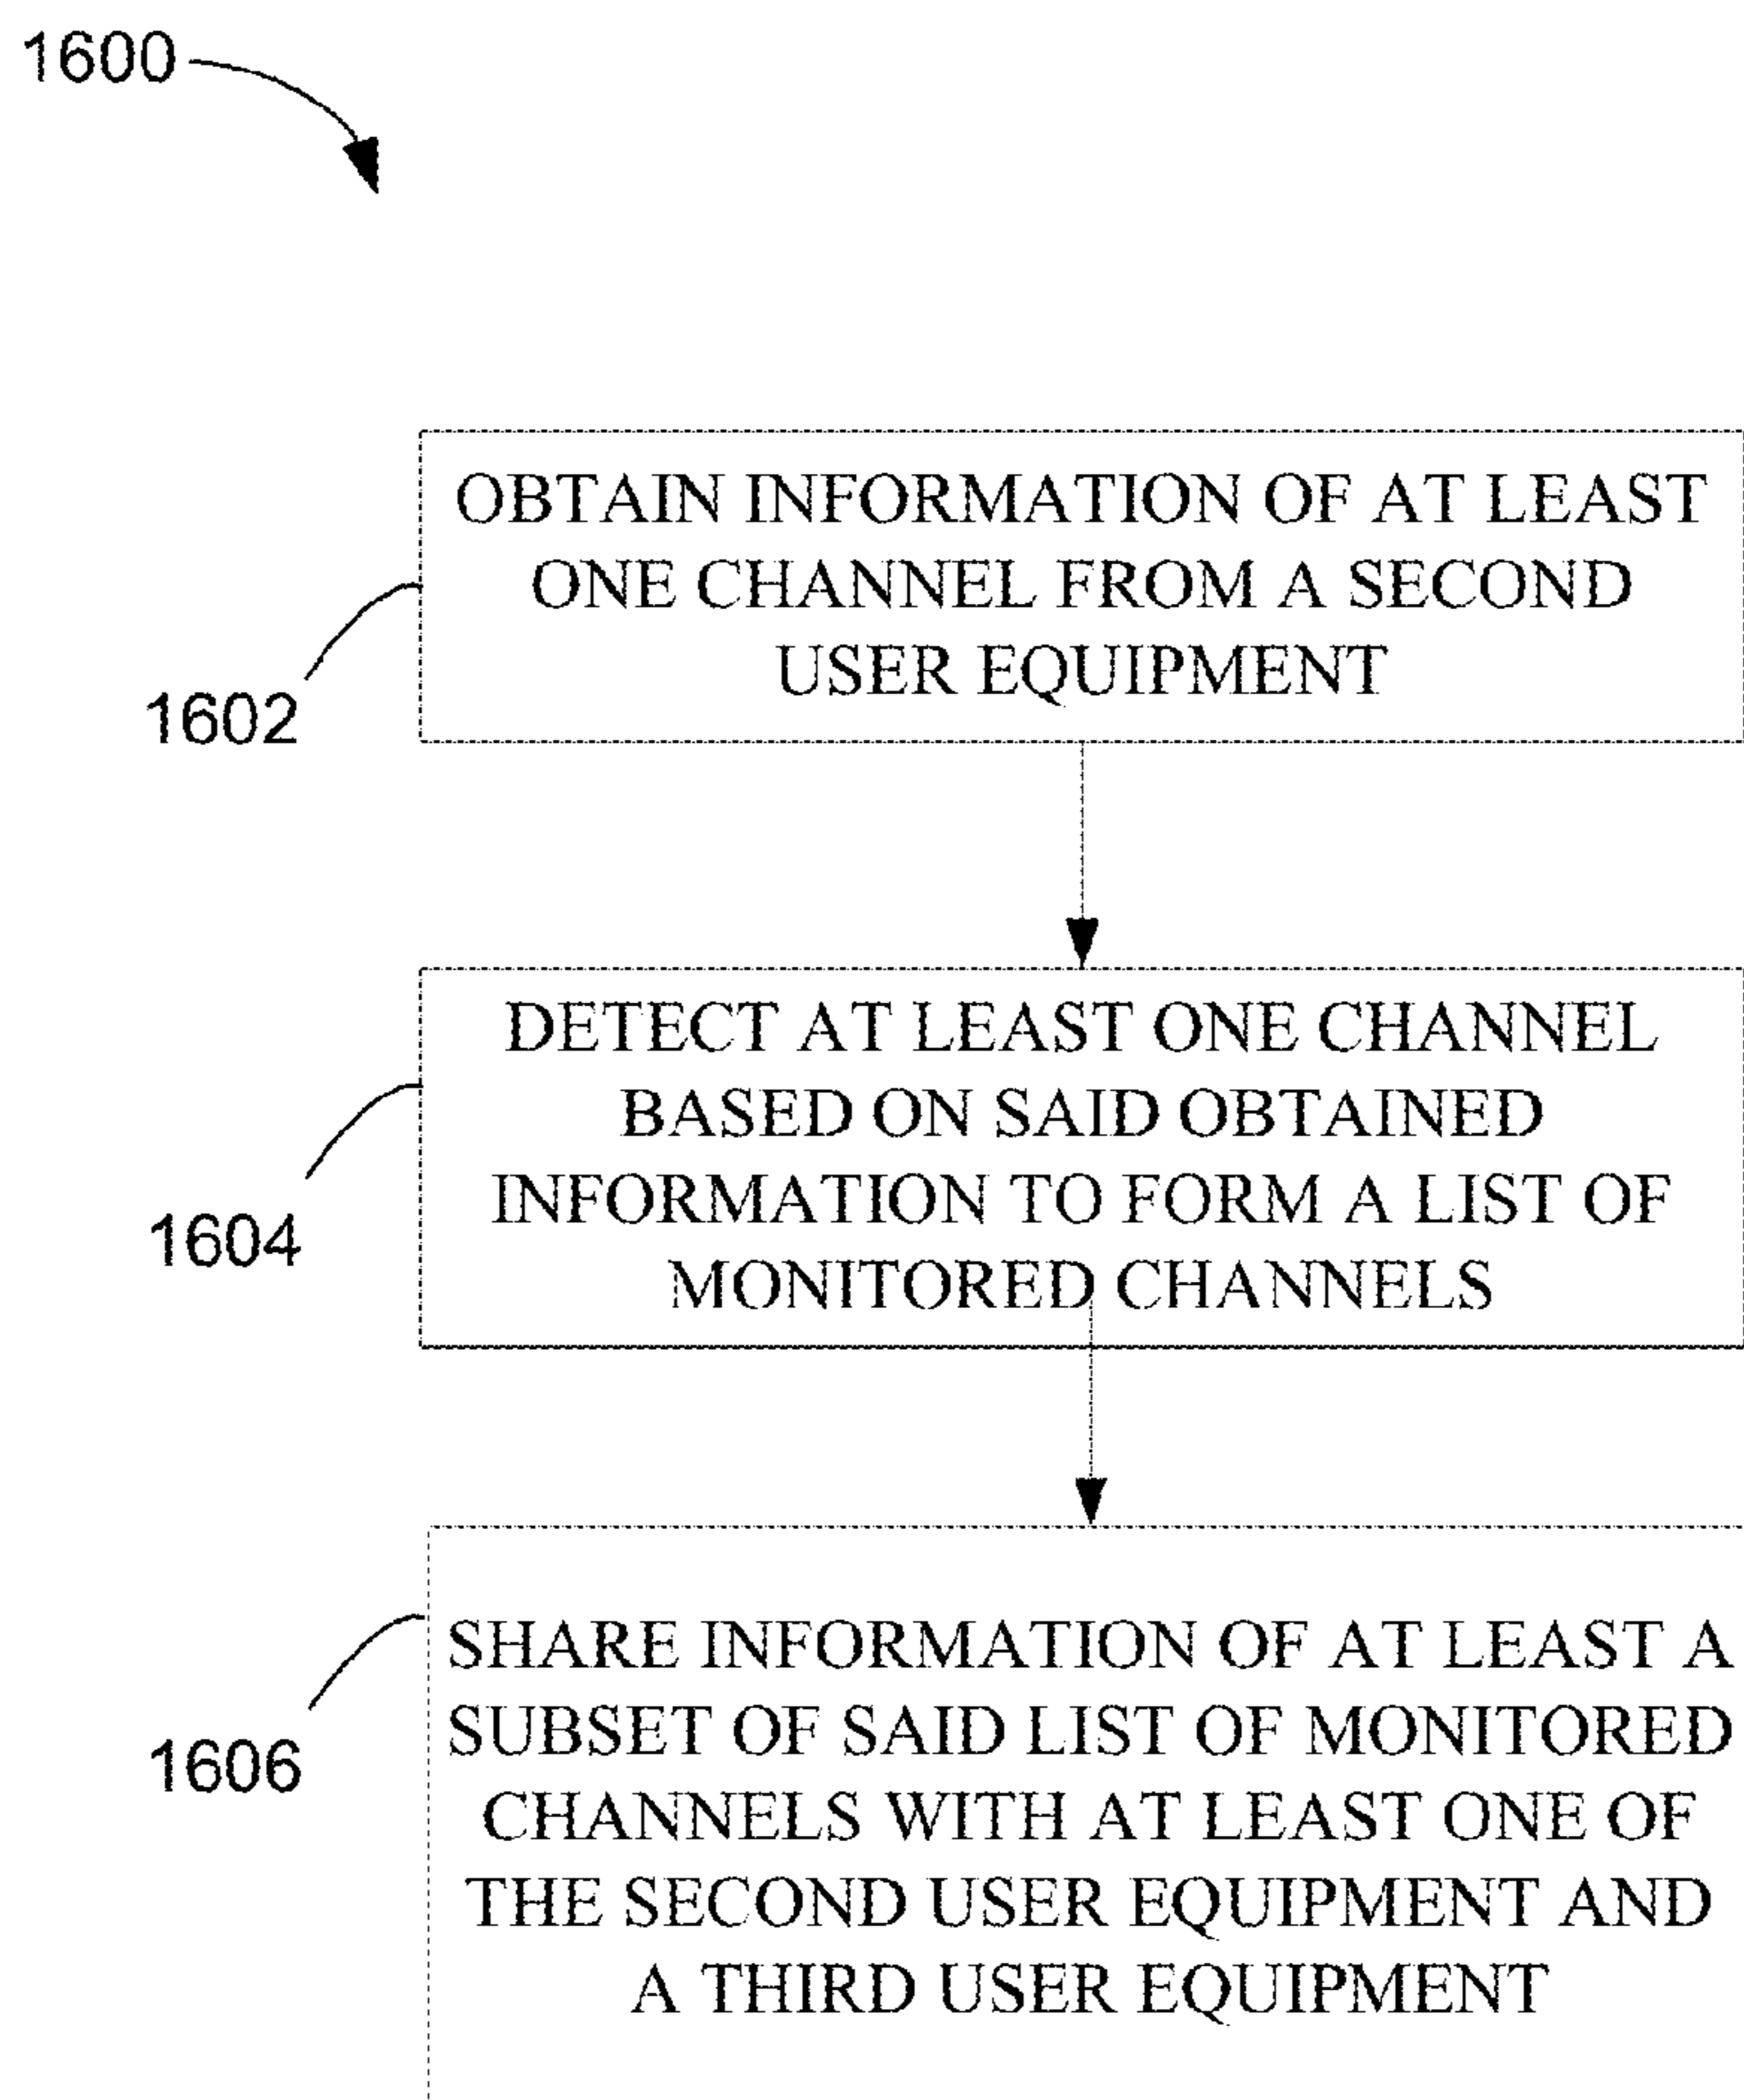 1600
OBTAIN INFORMATION OF AT LEAST
ONE CHANNEL FROM A SECOND
USER EQUIPMENT
1602
DETECT AT LEAST ONE CHANNEL
BASED ON SAID OBTAINED
INFORMATION TO FORM A LIST OF
MONITORED CHANNELS
1604
SHARE INFORMATION OF AT LEAST A
SUBSET OF SAID LIST OF MONITORED
CHANNELS WITH AT LEAST ONE OF
THE SECOND USER EQUIPMENT AND
A THIRD USER EQUIPMENT
1606